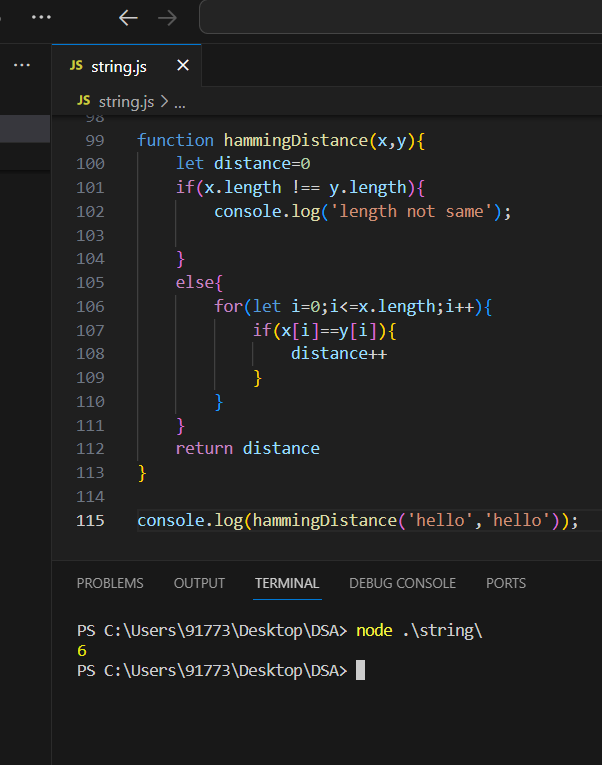 JS string.js ×
JS string.js > ...
98
99 function hammingDistance(x,y){
100 let distance=0
101 if(x.length !== y.length){
102 console.log('length not same');
103
104 }
105 else{
106 for(let i=0;i<=x.length;i++){
107 if(x[i]==y[i]){
108 distance++
109 }
110 }
111 }
112 return distance
113 }
114
115 console.log(hammingDistance('hello','hello'));
PROBLEMS OUTPUT TERMINAL DEBUG CONSOLE PORTS
PS C:\Users\91773\Desktop\DSA> node .\string\
6
PS C:\Users\91773\Desktop\DSA>